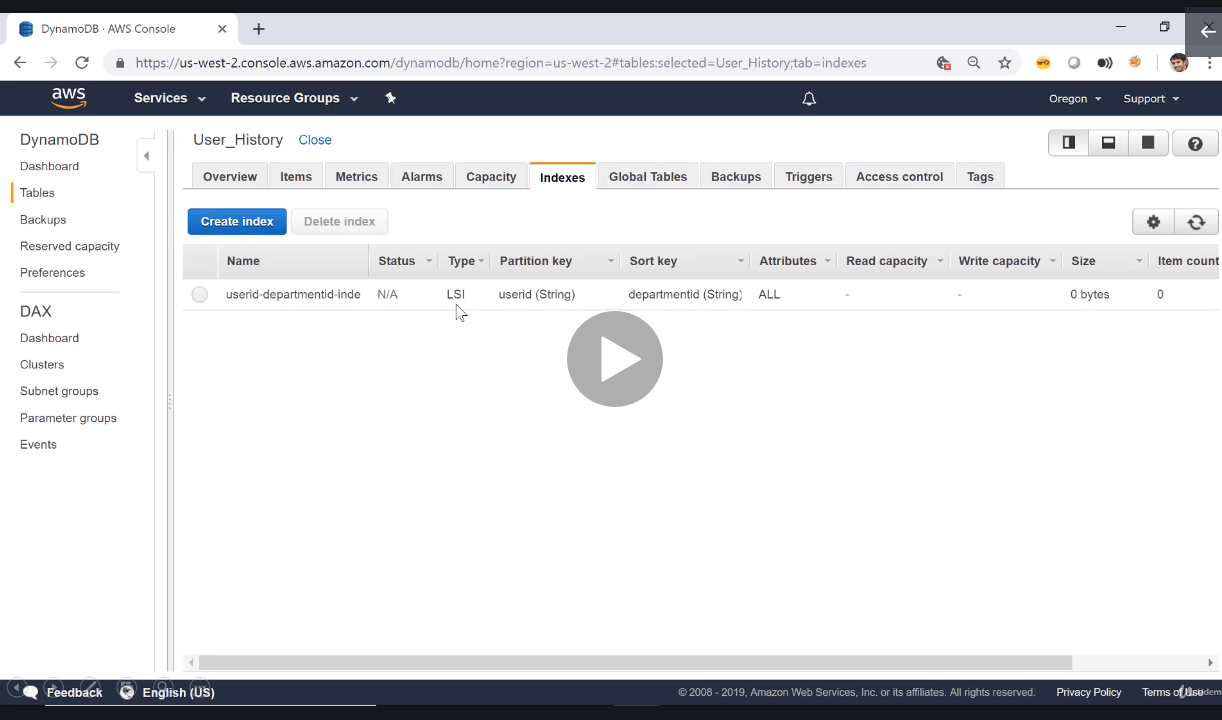 DynamoDB · AWS Console
https://us-west-2.console.aws.amazon.com/dynamodb/home?region=us-west-2#tables:selected=User_History;tab=indexes
aws Services Resource Groups Oregon Support
DynamoDB
Dashboard
Tables
Backups
Reserved capacity
Preferences
DAX
Dashboard
Clusters
Subnet groups
Parameter groups
Events
User_History Close
Overview Items Metrics Alarms Capacity Indexes Global Tables Backups Triggers Access control Tags
Create index Delete index
Name Status Type Partition key Sort key Attributes Read capacity Write capacity Size Item count
userid-departmentid-inde N/A LSI userid (String) departmentid (String) ALL - - 0 bytes 0
Feedback English (US) © 2008 - 2019, Amazon Web Services, Inc. or its affiliates. All rights reserved. Privacy Policy Terms of Use